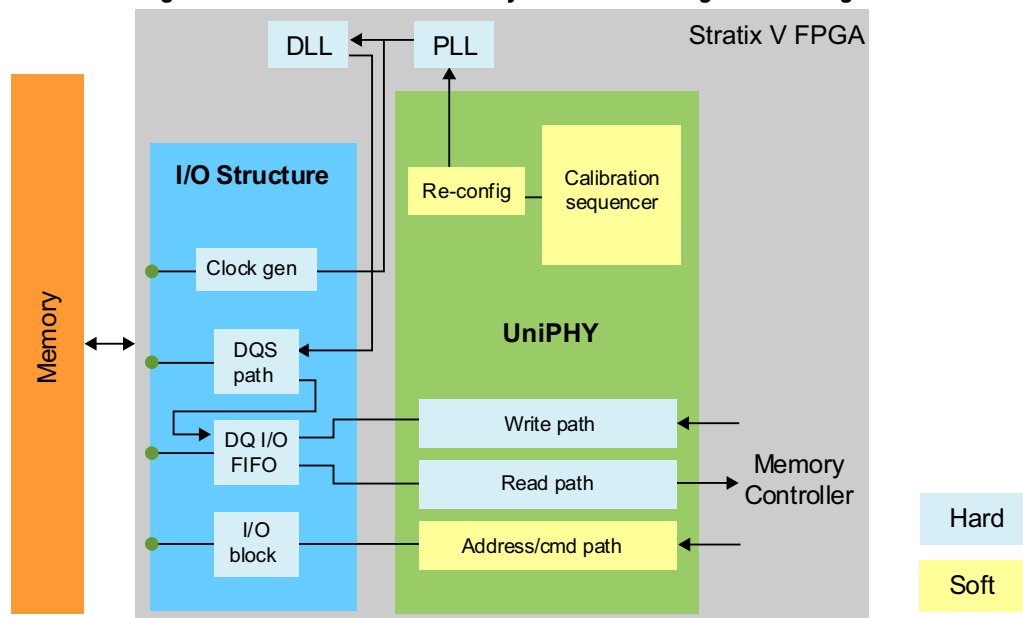 DLL
PLL
Stratix V FPGA
I/O Structure
Re-config
Calibration
sequencer
Clock gen
Memory
UniPHY
DQS
path
Write path
DQ I/O
FIFO
Read path
Memory
Controller
I/O
block
Address/cmd path
Hard
Soft